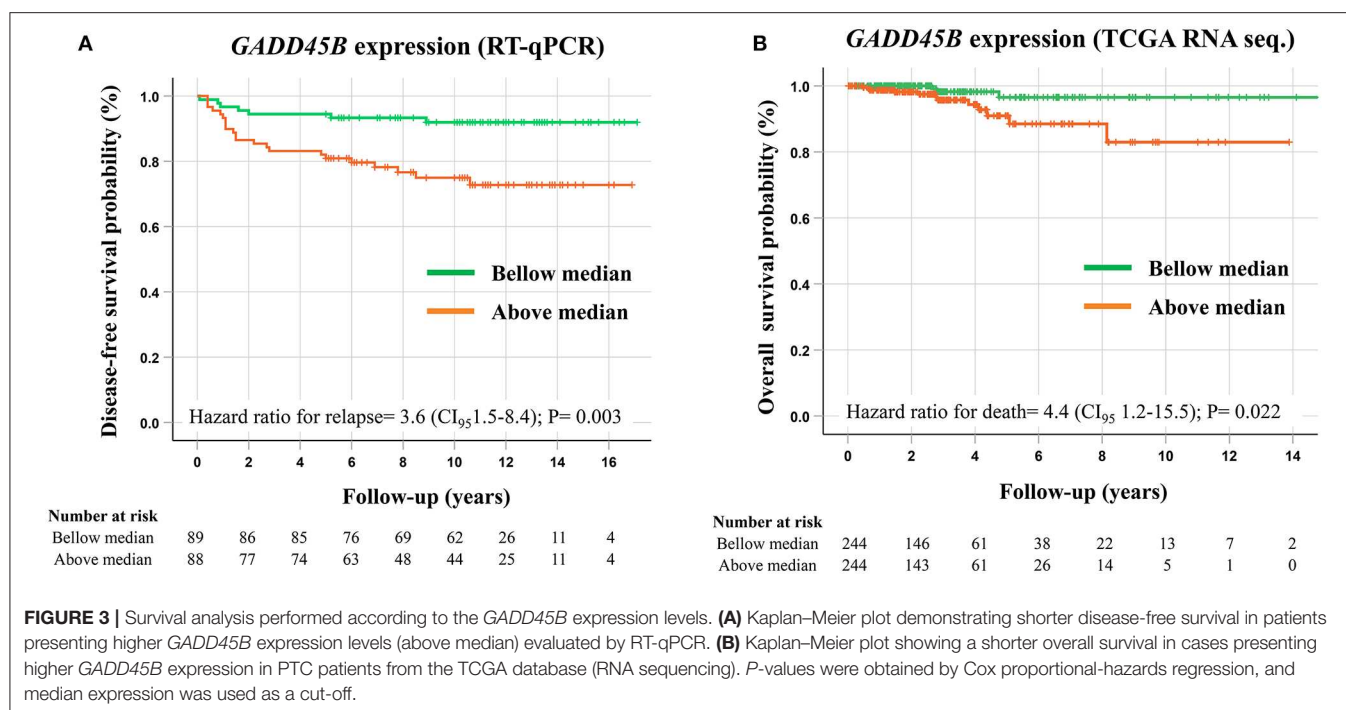 A
GADD45B expression (RT-qPCR)
Disease-free survival probability (%)
1.0
0.8
0.6
0.4
0.2
0.0
Bellow median
Above median
Hazard ratio for relapse= 3.6 (CI95 1.5-8.4); P= 0.003
0 2 4 6 8 10 12 14 16
Follow-up (years)
Number at risk
Bellow median 89 86 85 76 69 62 26 11 4
Above median 88 77 74 63 48 44 25 11 4
B
GADD45B expression (TCGA RNA seq.)
Overall survival probability (%)
1.0
0.8
0.6
0.4
0.2
0.0
Bellow median
Above median
Hazard ratio for death= 4.4 (CI95 1.2-15.5); P= 0.022
0 2 4 6 8 10 12 14
Follow-up (years)
Number at risk
Bellow median 244 146 61 38 22 13 7 2
Above median 244 143 61 26 14 5 1 0
FIGURE 3 | Survival analysis performed according to the GADD45B expression levels. (A) Kaplan–Meier plot demonstrating shorter disease-free survival in patients
presenting higher GADD45B expression levels (above median) evaluated by RT-qPCR. (B) Kaplan–Meier plot showing a shorter overall survival in cases presenting
higher GADD45B expression in PTC patients from the TCGA database (RNA sequencing). P-values were obtained by Cox proportional-hazards regression, and
median expression was used as a cut-off.